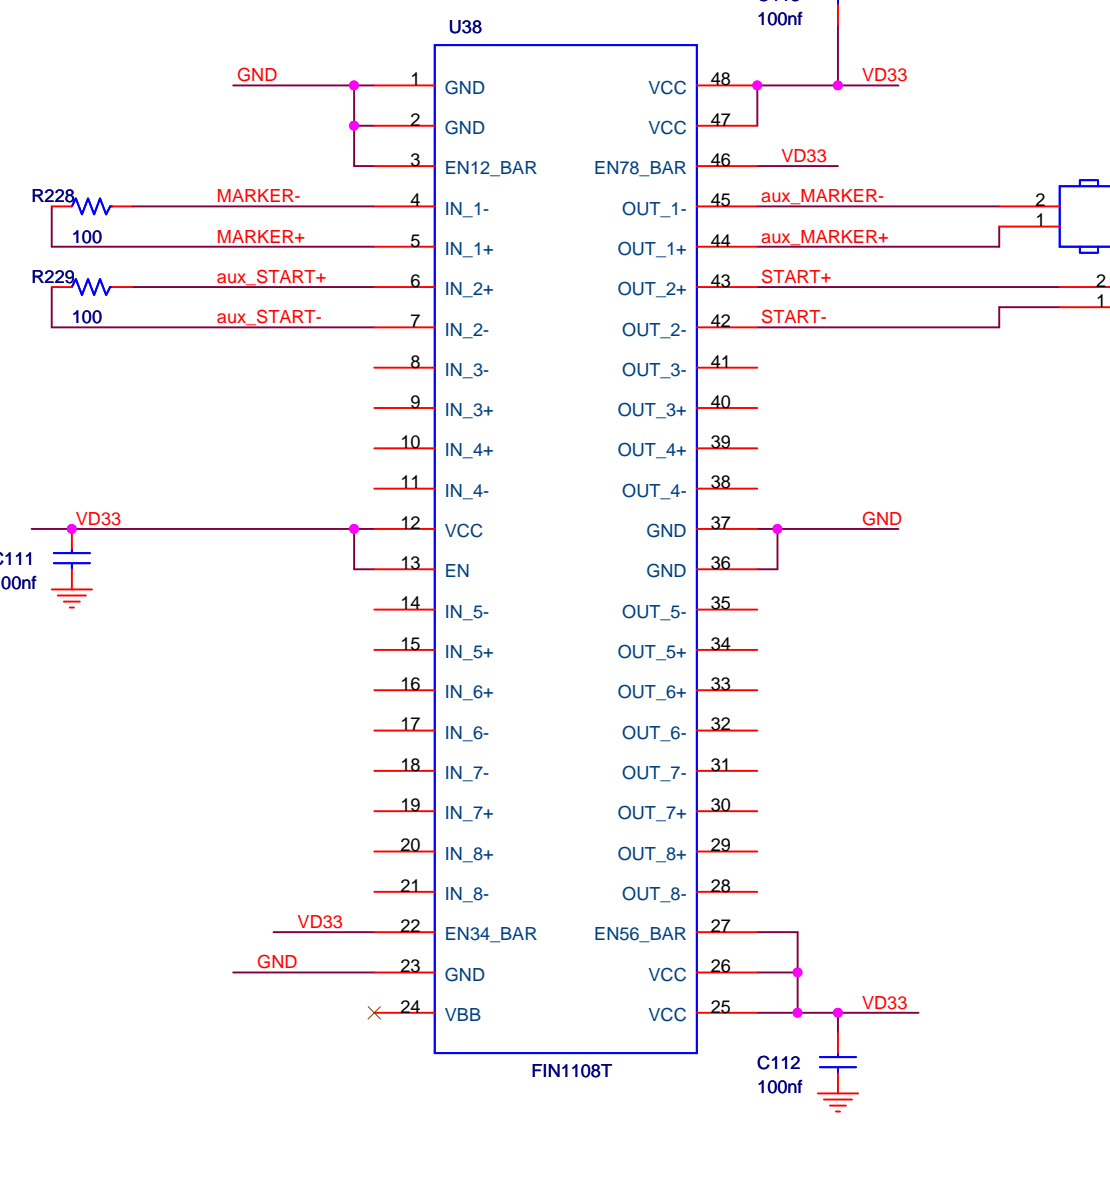 100nf
U38
GND 1 GND VCC 48 VD33
2 GND VCC 47
3 EN12_BAR EN78_BAR 46 VD33
R228 MARKER- 4 IN_1- OUT_1- 45 aux_MARKER- 2
100 MARKER+ 5 IN_1+ OUT_1+ 44 aux_MARKER+ 1
R229 aux_START+ 6 IN_2+ OUT_2+ 43 START+ 2
100 aux_START- 7 IN_2- OUT_2- 42 START- 1
8 IN_3- OUT_3- 41
9 IN_3+ OUT_3+ 40
10 IN_4+ OUT_4+ 39
11 IN_4- OUT_4- 38
VD33 12 VCC GND 37 GND
C111 13 EN GND 36
00nf
14 IN_5- OUT_5- 35
15 IN_5+ OUT_5+ 34
16 IN_6+ OUT_6+ 33
17 IN_6- OUT_6- 32
18 IN_7- OUT_7- 31
19 IN_7+ OUT_7+ 30
20 IN_8+ OUT_8+ 29
21 IN_8- OUT_8- 28
VD33 22 EN34_BAR EN56_BAR 27
GND 23 GND VCC 26
24 VBB VCC 25 VD33
FIN1108T
C112
100nf